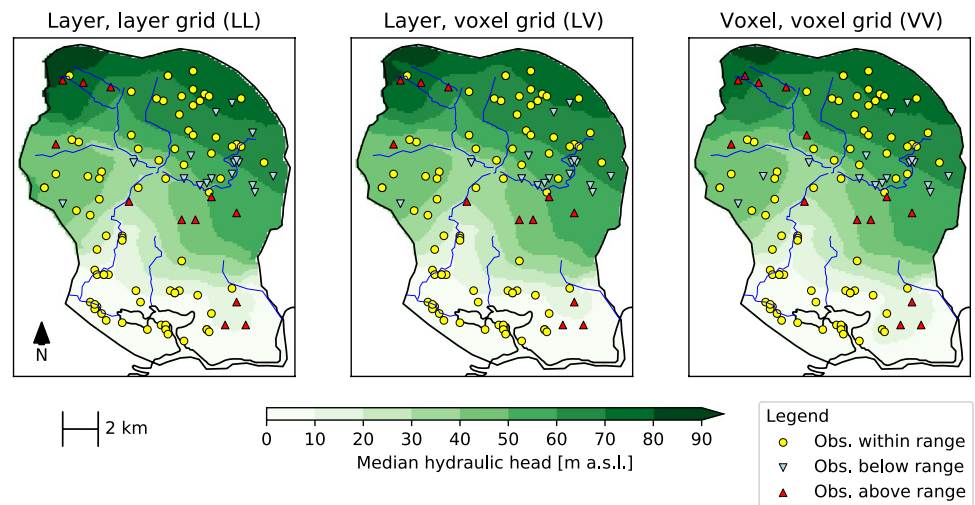 Layer, layer grid (LL)
Layer, voxel grid (LV)
Voxel, voxel grid (VV)
N
2 km
0 10 20 30 40 50 60 70 80 90
Median hydraulic head [m a.s.l.]
Legend
Obs. within range
Obs. below range
Obs. above range